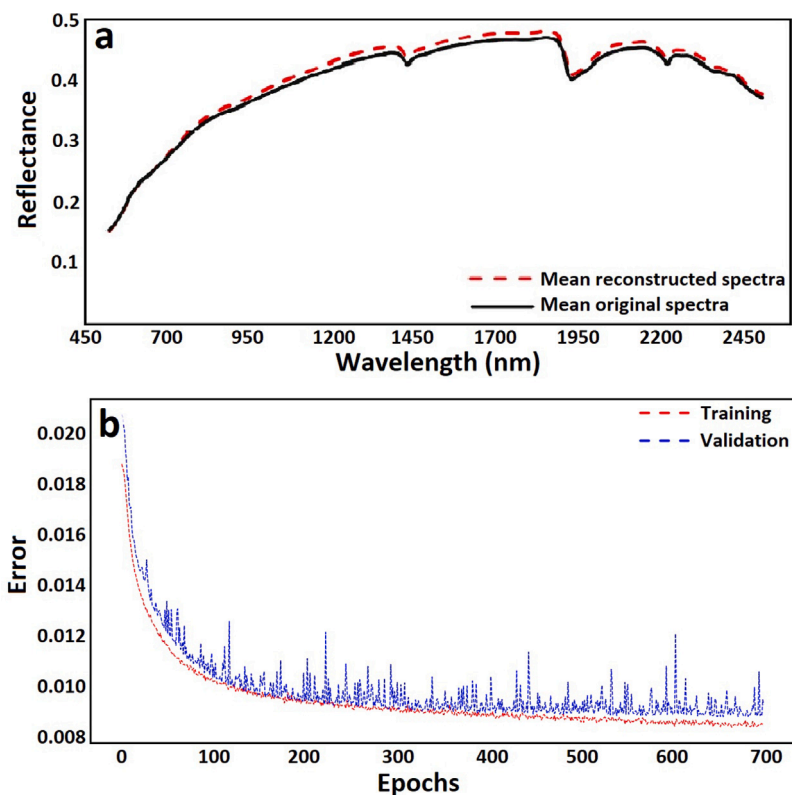 a
0.5
0.4
0.3
0.2
0.1
Reflectance
Mean reconstructed spectra
Mean original spectra
450 700 950 1200 1450 1700 1950 2200 2450
Wavelength (nm)
b
Training
Validation
0.020
0.018
0.016
0.014
0.012
0.010
0.008
Error
0 100 200 300 400 500 600 700
Epochs